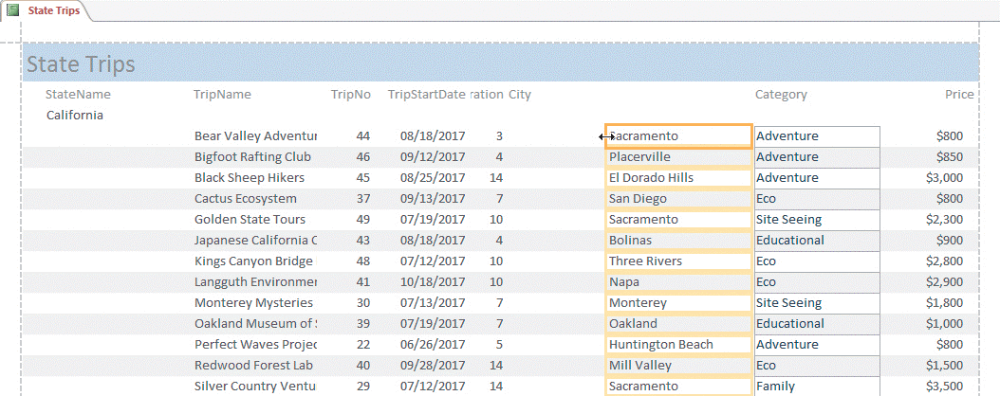 State Trips
State Trips
StateName TripName TripNo TripStartDate ration City Category Price
California
Bear Valley Adventur 44 08/18/2017 3 Sacramento Adventure $800
Bigfoot Rafting Club 46 09/12/2017 4 Placerville Adventure $850
Black Sheep Hikers 45 08/25/2017 14 El Dorado Hills Adventure $3,000
Cactus Ecosystem 37 09/13/2017 7 San Diego Eco $800
Golden State Tours 49 07/19/2017 10 Sacramento Site Seeing $2,300
Japanese California C 43 08/18/2017 4 Bolinas Educational $900
Kings Canyon Bridge 48 07/12/2017 10 Three Rivers Eco $2,800
Langguth Environmer 41 10/18/2017 10 Napa Eco $2,900
Monterey Mysteries 30 07/13/2017 7 Monterey Site Seeing $1,800
Oakland Museum of S 39 07/19/2017 7 Oakland Educational $1,000
Perfect Waves Projec 22 06/26/2017 5 Huntington Beach Adventure $800
Redwood Forest Lab 40 09/28/2017 14 Mill Valley Eco $1,500
Silver Country Ventu 29 07/12/2017 14 Sacramento Family $3,500